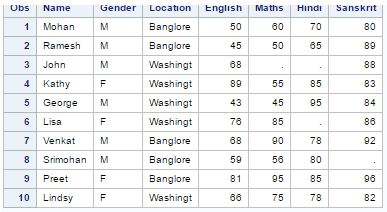 Obs Name Gender Location English Maths Hindi Sanskrit
1 Mohan M Banglore 50 60 70 80
2 Ramesh M Banglore 45 50 65 89
3 John M Washingt 68 . . 88
4 Kathy F Washingt 89 55 85 83
5 George M Washingt 43 45 95 84
6 Lisa F Washingt 76 85 . 86
7 Venkat M Banglore 68 90 78 92
8 Srimohan M Banglore 59 56 80 .
9 Preet F Banglore 81 95 85 96
10 Lindsy F Washingt 66 75 78 82